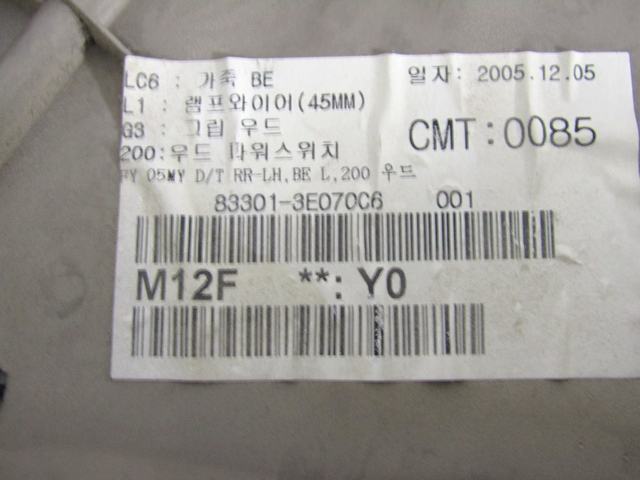 LC6 : 가죽 BE 일자: 2005.12.05
L1 : 램프와이어(45MM)
G3 : 그립 우드 CMT:0085
200:우드 파워스위치
FY 05MY D/T RR-LH,BE L,200 우드
83301-3E070C6 001
M12F **: Y0